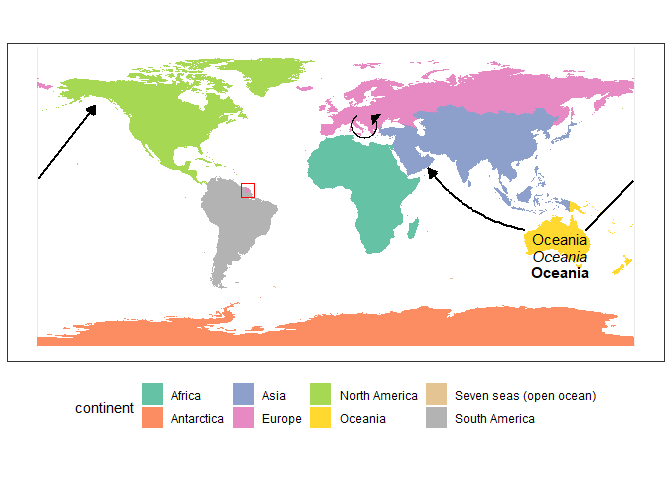 Oceania
Oceania
Oceania
continent
Africa
Asia
North America
Seven seas (open ocean)
Antarctica
Europe
Oceania
South America